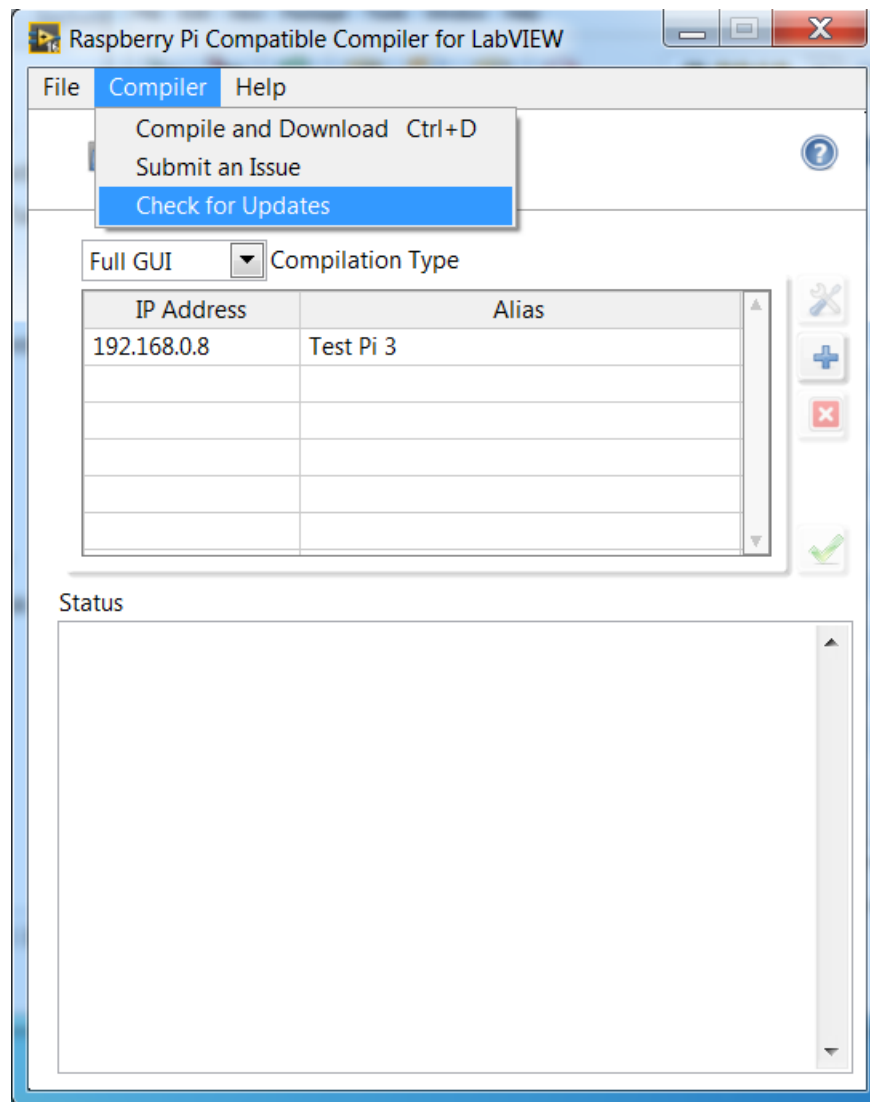 Raspberry Pi Compatible Compiler for LabVIEW
File Compiler Help
Compile and Download Ctrl+D
Submit an Issue
Check for Updates
Full GUI Compilation Type
IP Address Alias
192.168.0.8 Test Pi 3
Status